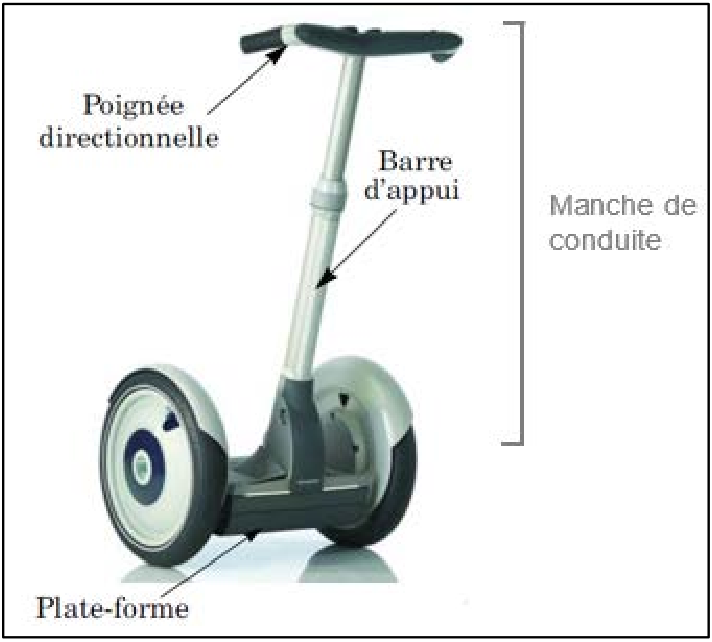 Poignée
directionnelle
Barre
d'appui
Manche de
conduite
Plate-forme